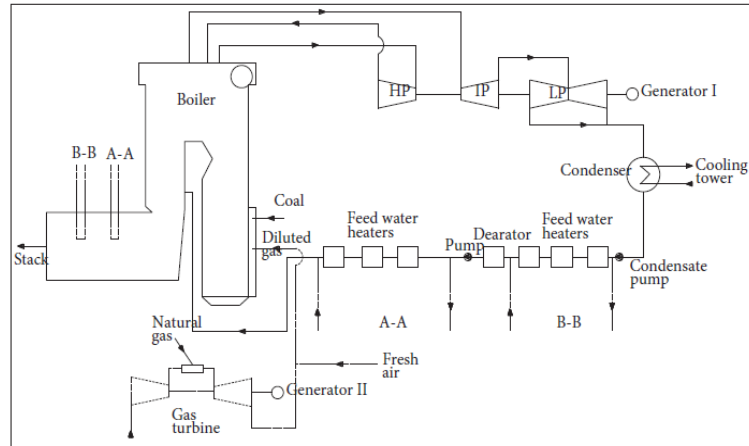 Boiler
HP
IP
LP
Generator I
B-B
A-A
Condenser
Cooling
tower
Coal
Diluted
gas
Feed water
heaters
Pump
Dearator
Feed water
heaters
Condensate
pump
Stack
A-A
B-B
Natural
gas
Fresh
air
Generator II
Gas
turbine